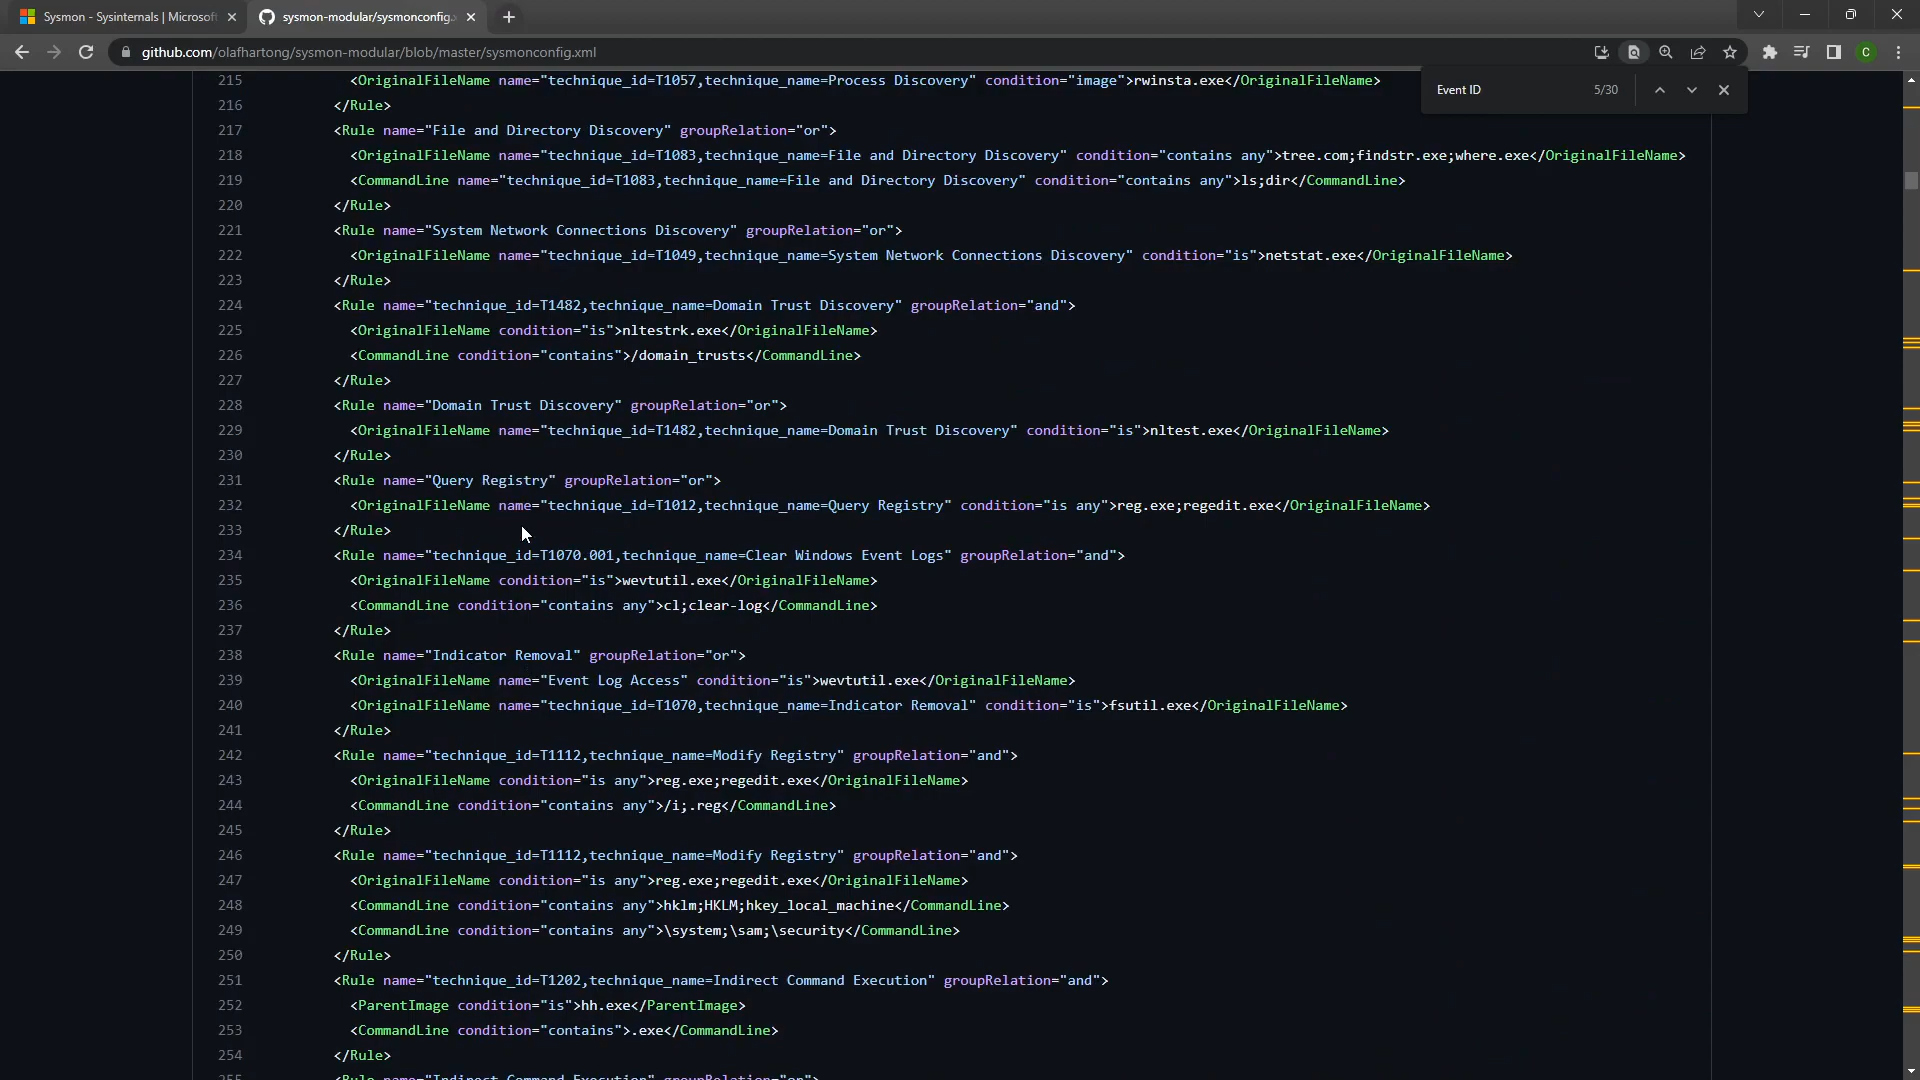 Sysmon - Sysinternals | Microsof
sysmon-modular/sysmonconfig.
github.com/olafhartong/sysmon-modular/blob/master/sysmonconfig.xml
C
Event ID 5/30
215 <OriginalFileName name="technique_id=T1057,technique_name=Process Discovery" condition="image">rwinsta.exe</OriginalFileName>
216 </Rule>
217 <Rule name="File and Directory Discovery" groupRelation="or">
218 <OriginalFileName name="technique_id=T1083,technique_name=File and Directory Discovery" condition="contains any">tree.com;findstr.exe;where.exe</OriginalFileName>
219 <CommandLine name="technique_id=T1083,technique_name=File and Directory Discovery" condition="contains any">ls;dir</CommandLine>
220 </Rule>
221 <Rule name="System Network Connections Discovery" groupRelation="or">
222 <OriginalFileName name="technique_id=T1049,technique_name=System Network Connections Discovery" condition="is">netstat.exe</OriginalFileName>
223 </Rule>
224 <Rule name="technique_id=T1482,technique_name=Domain Trust Discovery" groupRelation="and">
225 <OriginalFileName condition="is">nltestrk.exe</OriginalFileName>
226 <CommandLine condition="contains">/domain_trusts</CommandLine>
227 </Rule>
228 <Rule name="Domain Trust Discovery" groupRelation="or">
229 <OriginalFileName name="technique_id=T1482,technique_name=Domain Trust Discovery" condition="is">nltest.exe</OriginalFileName>
230 </Rule>
231 <Rule name="Query Registry" groupRelation="or">
232 <OriginalFileName name="technique_id=T1012,technique_name=Query Registry" condition="is any">reg.exe;regedit.exe</OriginalFileName>
233 </Rule>
234 <Rule name="technique_id=T1070.001,technique_name=Clear Windows Event Logs" groupRelation="and">
235 <OriginalFileName condition="is">wevtutil.exe</OriginalFileName>
236 <CommandLine condition="contains any">cl;clear-log</CommandLine>
237 </Rule>
238 <Rule name="Indicator Removal" groupRelation="or">
239 <OriginalFileName name="Event Log Access" condition="is">wevtutil.exe</OriginalFileName>
240 <OriginalFileName name="technique_id=T1070,technique_name=Indicator Removal" condition="is">fsutil.exe</OriginalFileName>
241 </Rule>
242 <Rule name="technique_id=T1112,technique_name=Modify Registry" groupRelation="and">
243 <OriginalFileName condition="is any">reg.exe;regedit.exe</OriginalFileName>
244 <CommandLine condition="contains any">/i;.reg</CommandLine>
245 </Rule>
246 <Rule name="technique_id=T1112,technique_name=Modify Registry" groupRelation="and">
247 <OriginalFileName condition="is any">reg.exe;regedit.exe</OriginalFileName>
248 <CommandLine condition="contains any">hklm;HKLM;hkey_local_machine</CommandLine>
249 <CommandLine condition="contains any">\system;\sam;\security</CommandLine>
250 </Rule>
251 <Rule name="technique_id=T1202,technique_name=Indirect Command Execution" groupRelation="and">
252 <ParentImage condition="is">hh.exe</ParentImage>
253 <CommandLine condition="contains">.exe</CommandLine>
254 </Rule>
255 <Rule name="Indirect Command Execution" groupRelation="or">